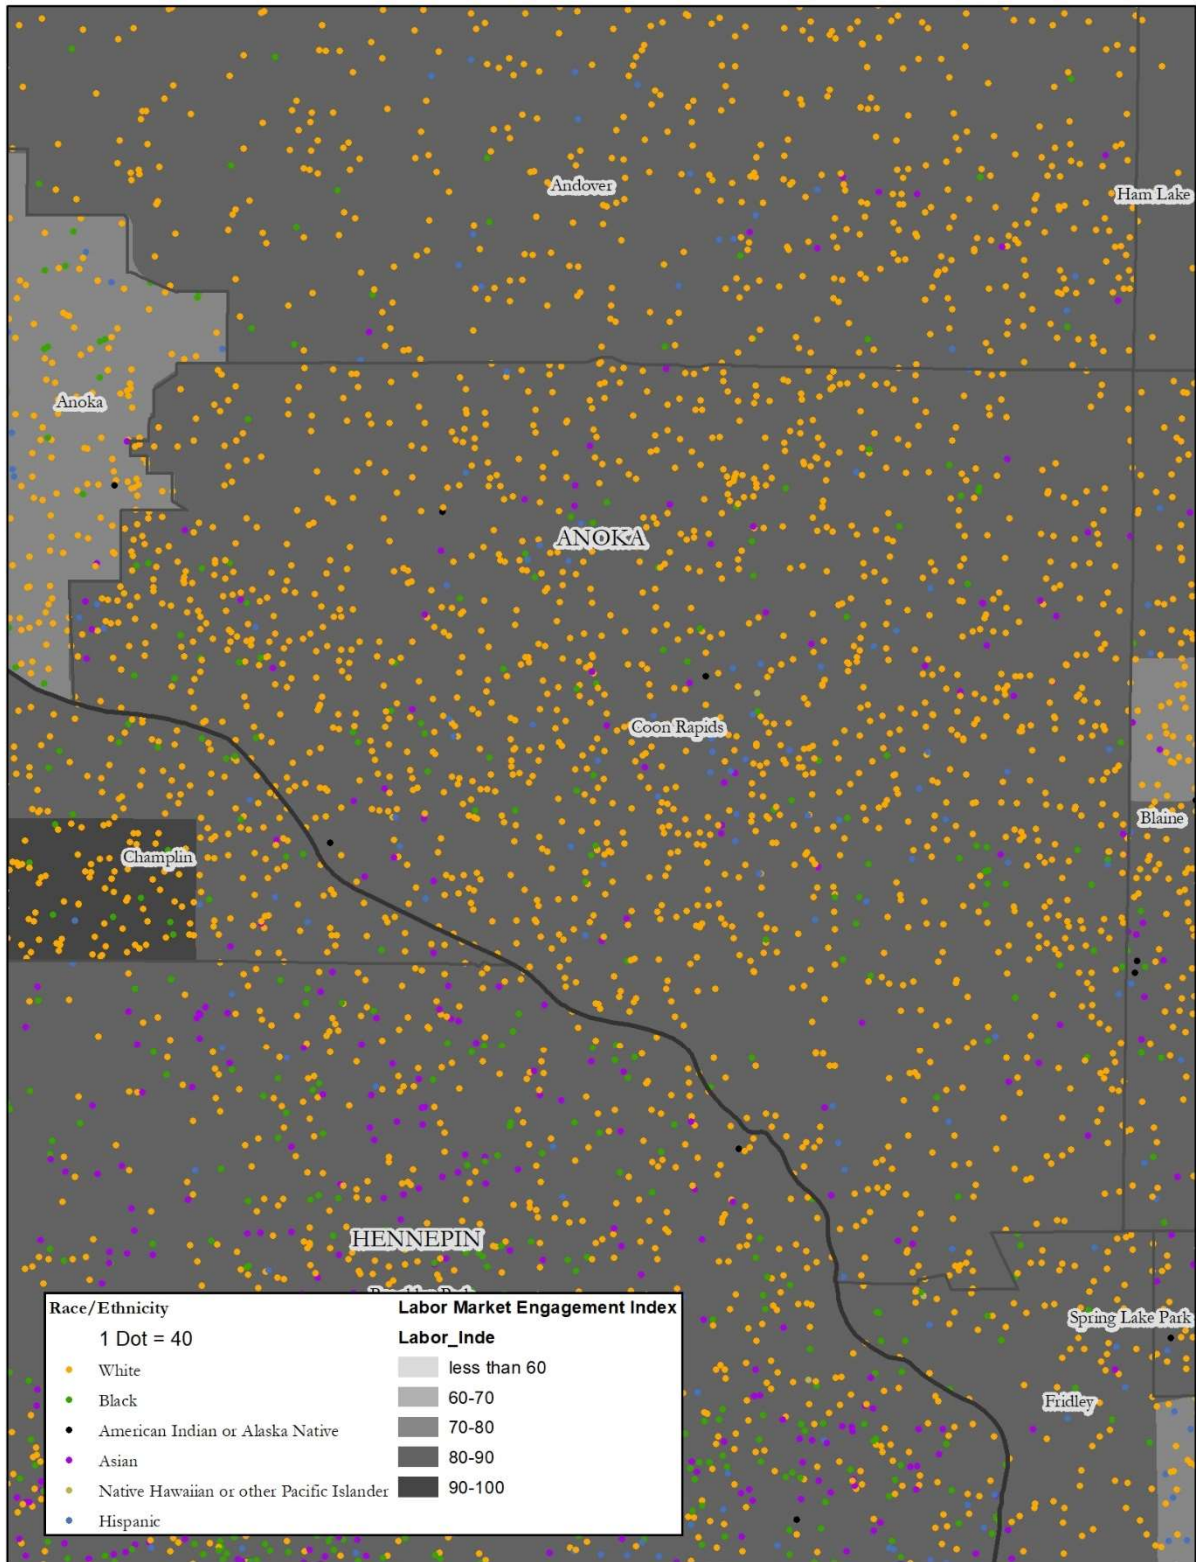 Andover
Ham Lake
Anoka
ANOKA
Coon Rapids
Blaine
Champlin
HENNEPIN
Race/Ethnicity
1 Dot = 40
White
Black
American Indian or Alaska Native
Asian
Native Hawaiian or other Pacific Islander
Hispanic
Labor Market Engagement Index
Labor_Inde
less than 60
60-70
70-80
80-90
90-100
Spring Lake Park
Fridley